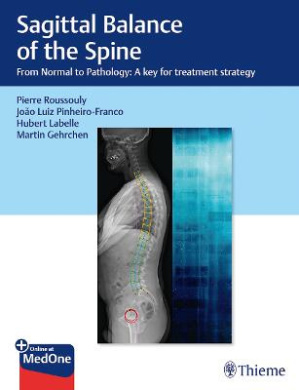 Sagittal Balance
of the Spine
From Normal to Pathology: A key for treatment strategy
Pierre Roussouly
João Luiz Pinheiro-Franco
Hubert Labelle
Martin Gehrchen
+ Online at
MedOne
Thieme